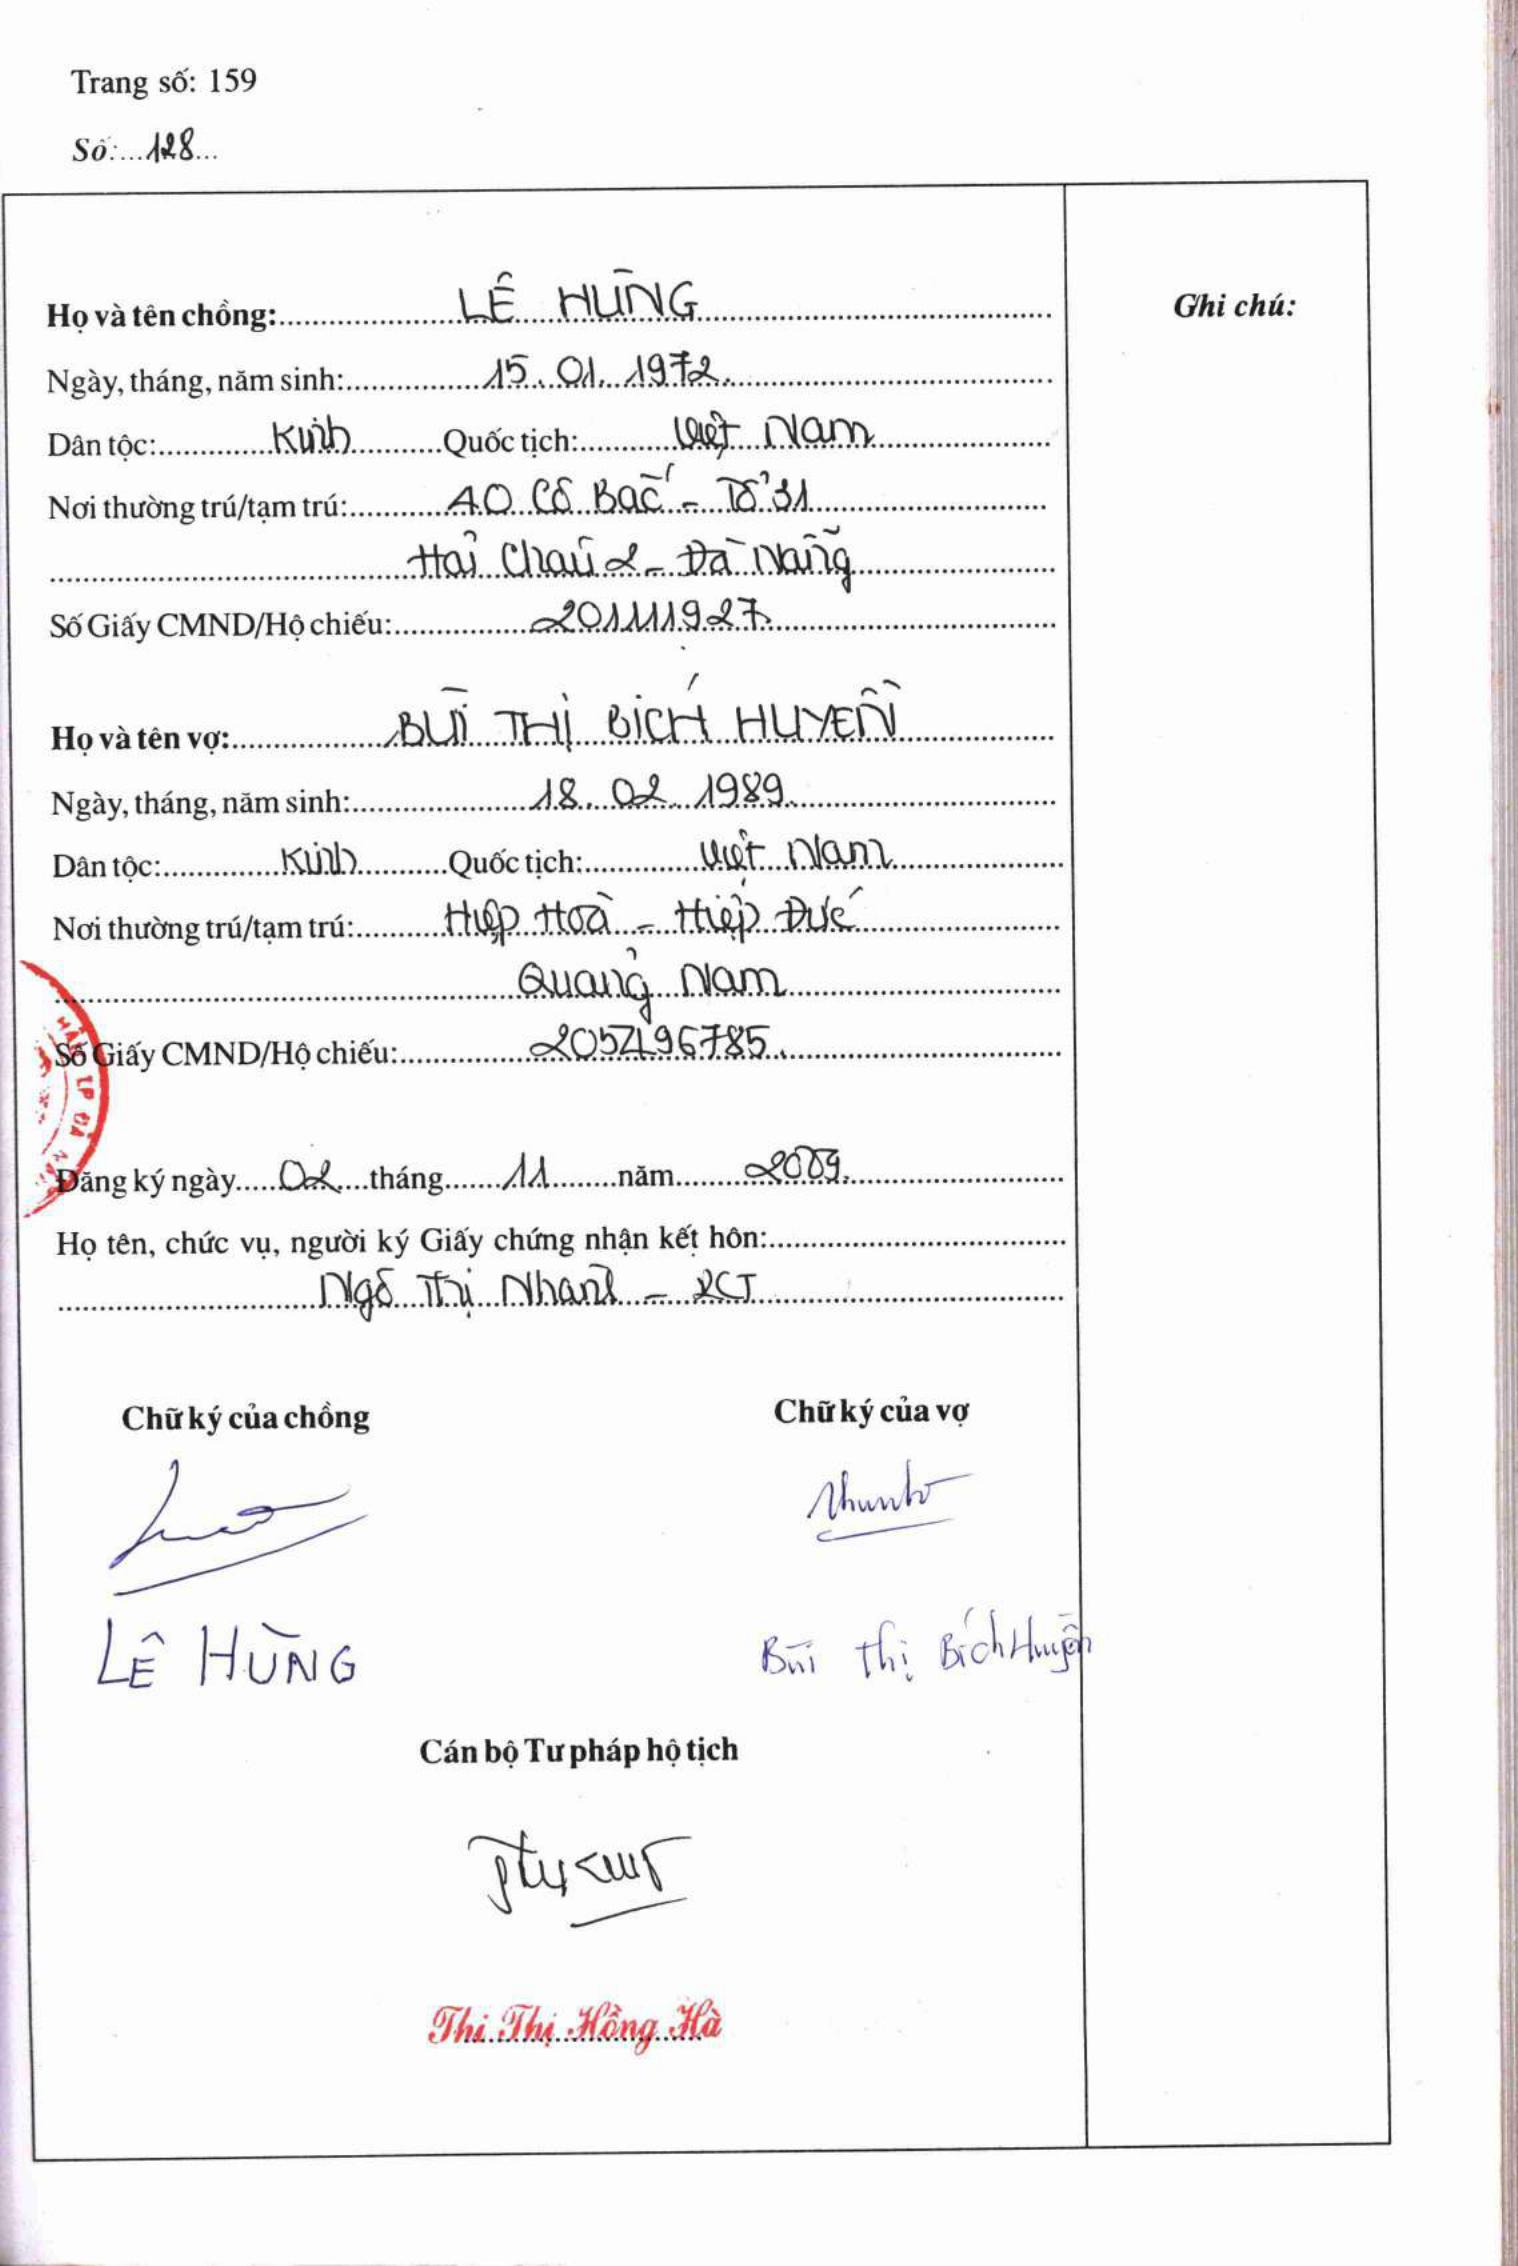 Trang số: 159
Số:...128...
Họ và tên chồng: LÊ HÙNG
Ghi chú:
Ngày, tháng, năm sinh: 15.01.1972.
Dân tộc: Kinh Quốc tịch: Việt Nam
Nơi thường trú/tạm trú: Cô Bắc - Tổ 31
Hải Châu 2 - Đà Nẵng
Số Giấy CMND/Hộ chiếu: 201111927
Họ và tên vợ: BÙI THỊ BÍCH HUYỀN
Ngày, tháng, năm sinh: 18.02.1989.
Dân tộc: Kinh Quốc tịch: Việt Nam
Nơi thường trú/tạm trú: Hiệp Hoà - Hiệp Đức
Quảng Nam
Số Giấy CMND/Hộ chiếu: 205496785.
Đăng ký ngày 02 tháng 11 năm 2009.
Họ tên, chức vụ, người ký Giấy chứng nhận kết hôn:
Ngô Thị Nhanh - PCT
Chữ ký của chồng Chữ ký của vợ
LÊ HÙNG Bùi Thị Bích Huyền
Cán bộ Tư pháp hộ tịch
Thi Thị Hồng Hà